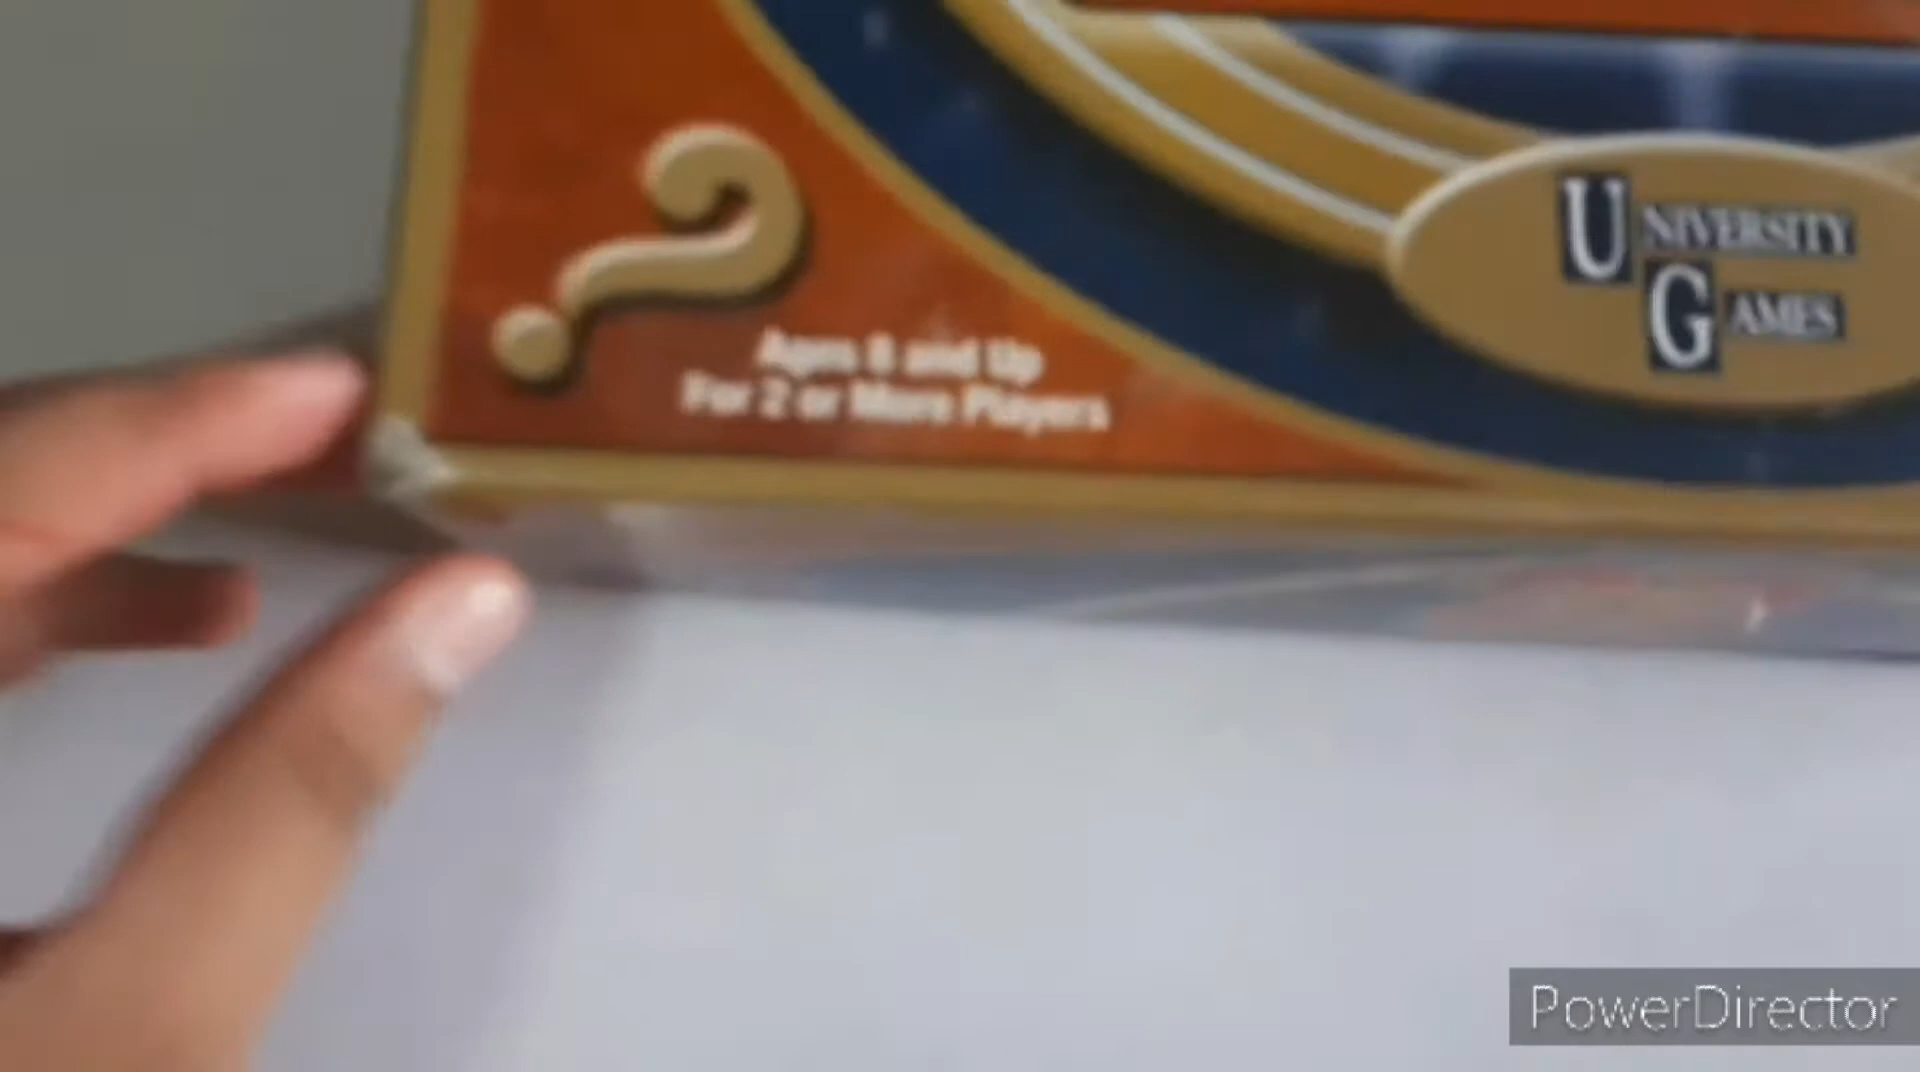 UNIVERSITY
GAMES
Ages 8 and Up
For 2 or More Players
PowerDirector